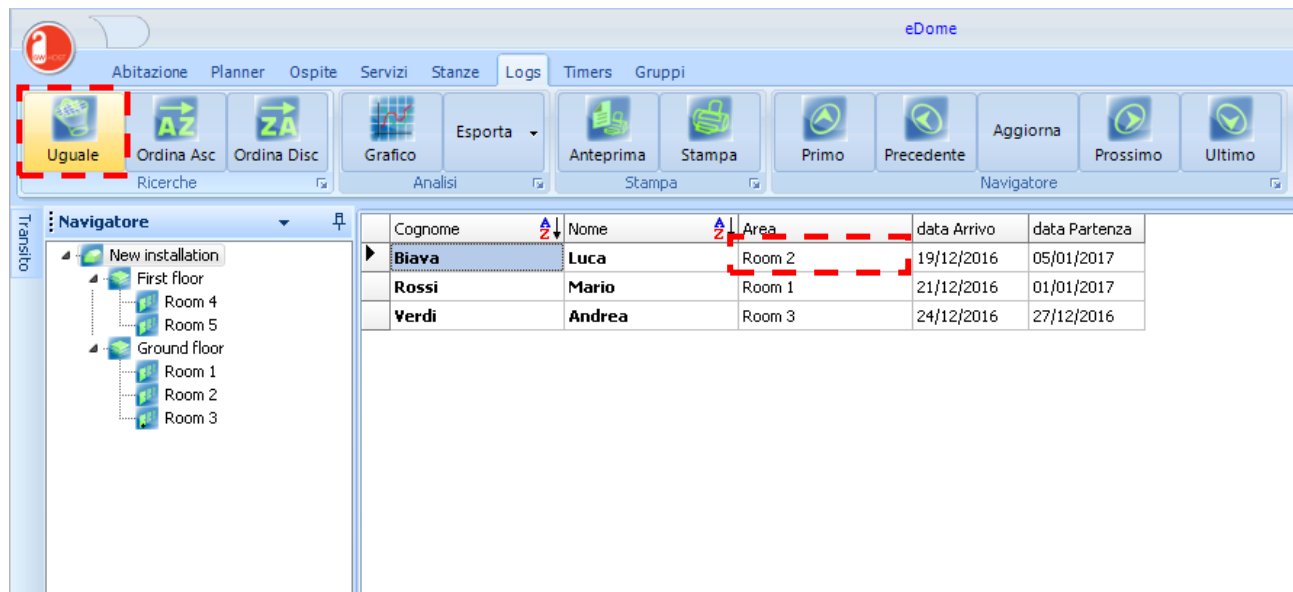 eDome
GW HOST
Abitazione Planner Ospite Servizi Stanze Logs Timers Gruppi
AZ ZA
Uguale Ordina Asc Ordina Disc Grafico Esporta Anteprima Stampa Primo Precedente Aggiorna Prossimo Ultimo
Ricerche Analisi Stampa Navigatore
Transito
Navigatore
New installation
First floor
Room 4
Room 5
Ground floor
Room 1
Room 2
Room 3
Cognome Nome Area data Arrivo data Partenza
Biava Luca Room 2 19/12/2016 05/01/2017
Rossi Mario Room 1 21/12/2016 01/01/2017
Verdi Andrea Room 3 24/12/2016 27/12/2016